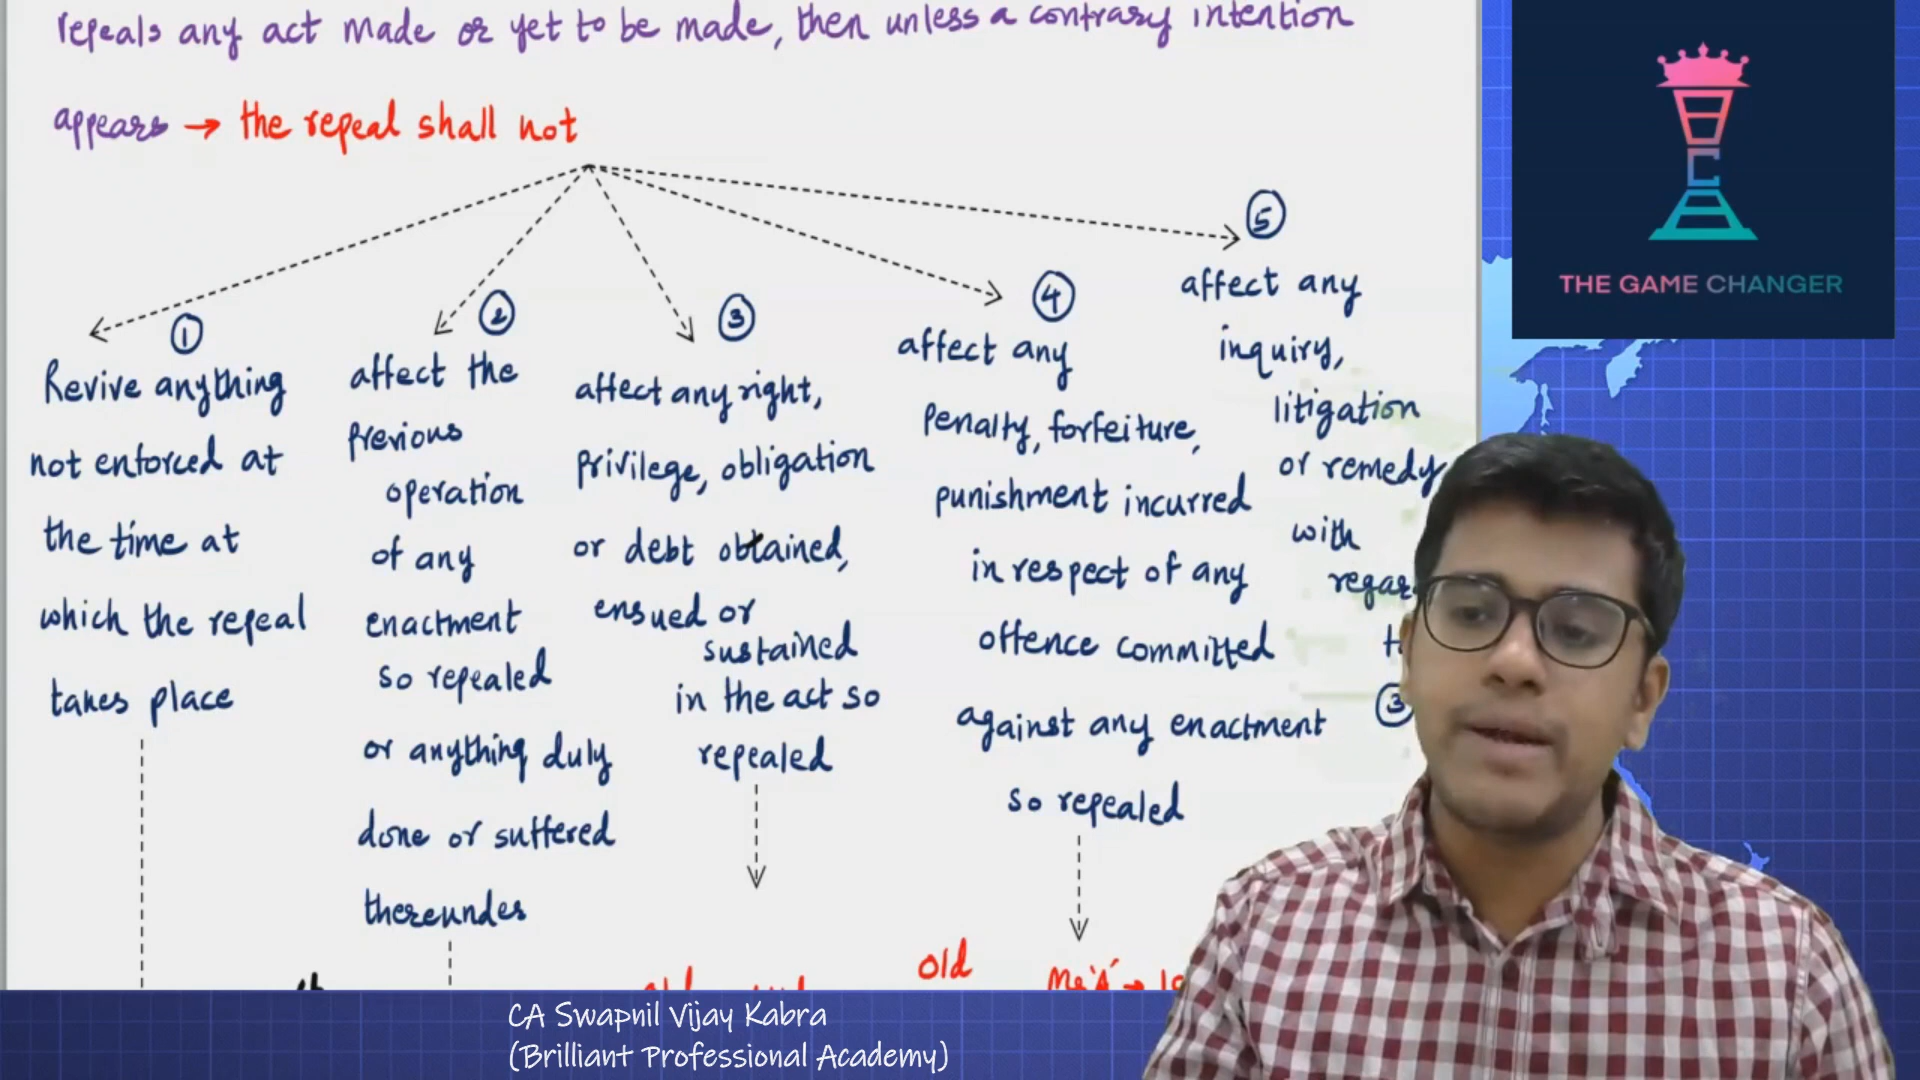 repeals any act made or yet to be made, then unless a contrary intention
appears → the repeal shall not
①
Revive anything
not enforced at
the time at
which the repeal
takes place
②
affect the
previous
operation
of any
enactment
so repealed
or anything duly
done or suffered
thereunder
③
affect any right,
privilege, obligation
or debt obtained,
ensued or
sustained
in the act so
repealed
④
affect any
penalty, forfeiture,
punishment incurred
in respect of any
offence committed
against any enactment
so repealed
⑤
affect any
inquiry,
litigation
or remedy
with
③
old
THE GAME CHANGER
CA Swapnil Vijay Kabra
(Brilliant Professional Academy)